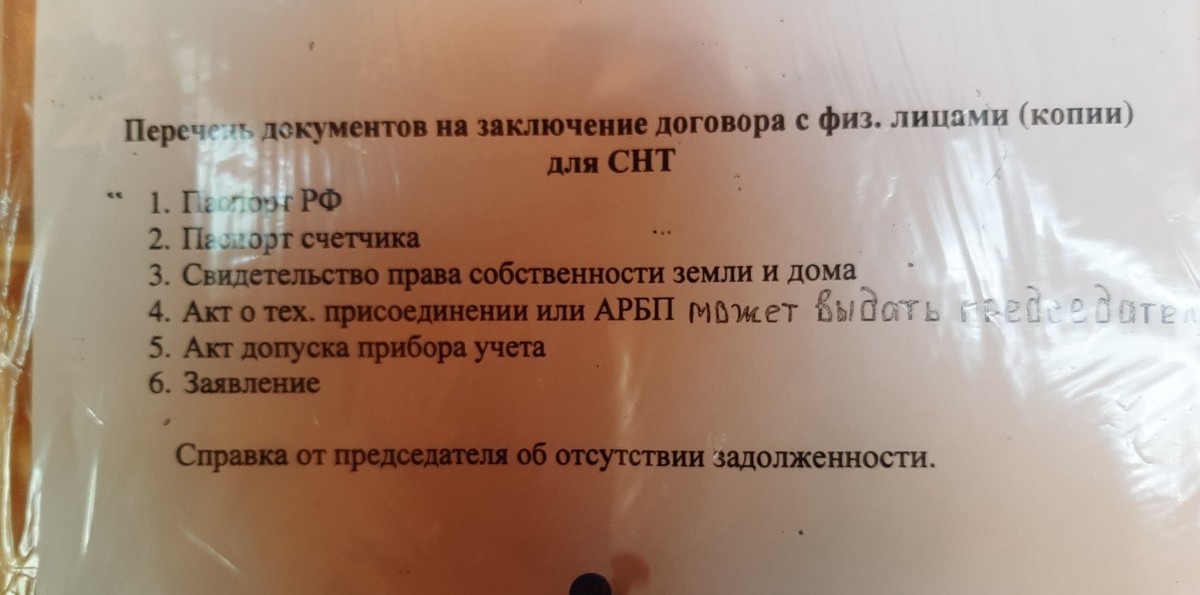 Перечень документов на заключение договора с физ. лицами (копии)
для СНТ
1. Паспорт РФ
2. Паспорт счетчика
3. Свидетельство права собственности земли и дома
4. Акт о тех. присоединении или АРБП может выдать председател
5. Акт допуска прибора учета
6. Заявление
Справка от председателя об отсутствии задолженности.